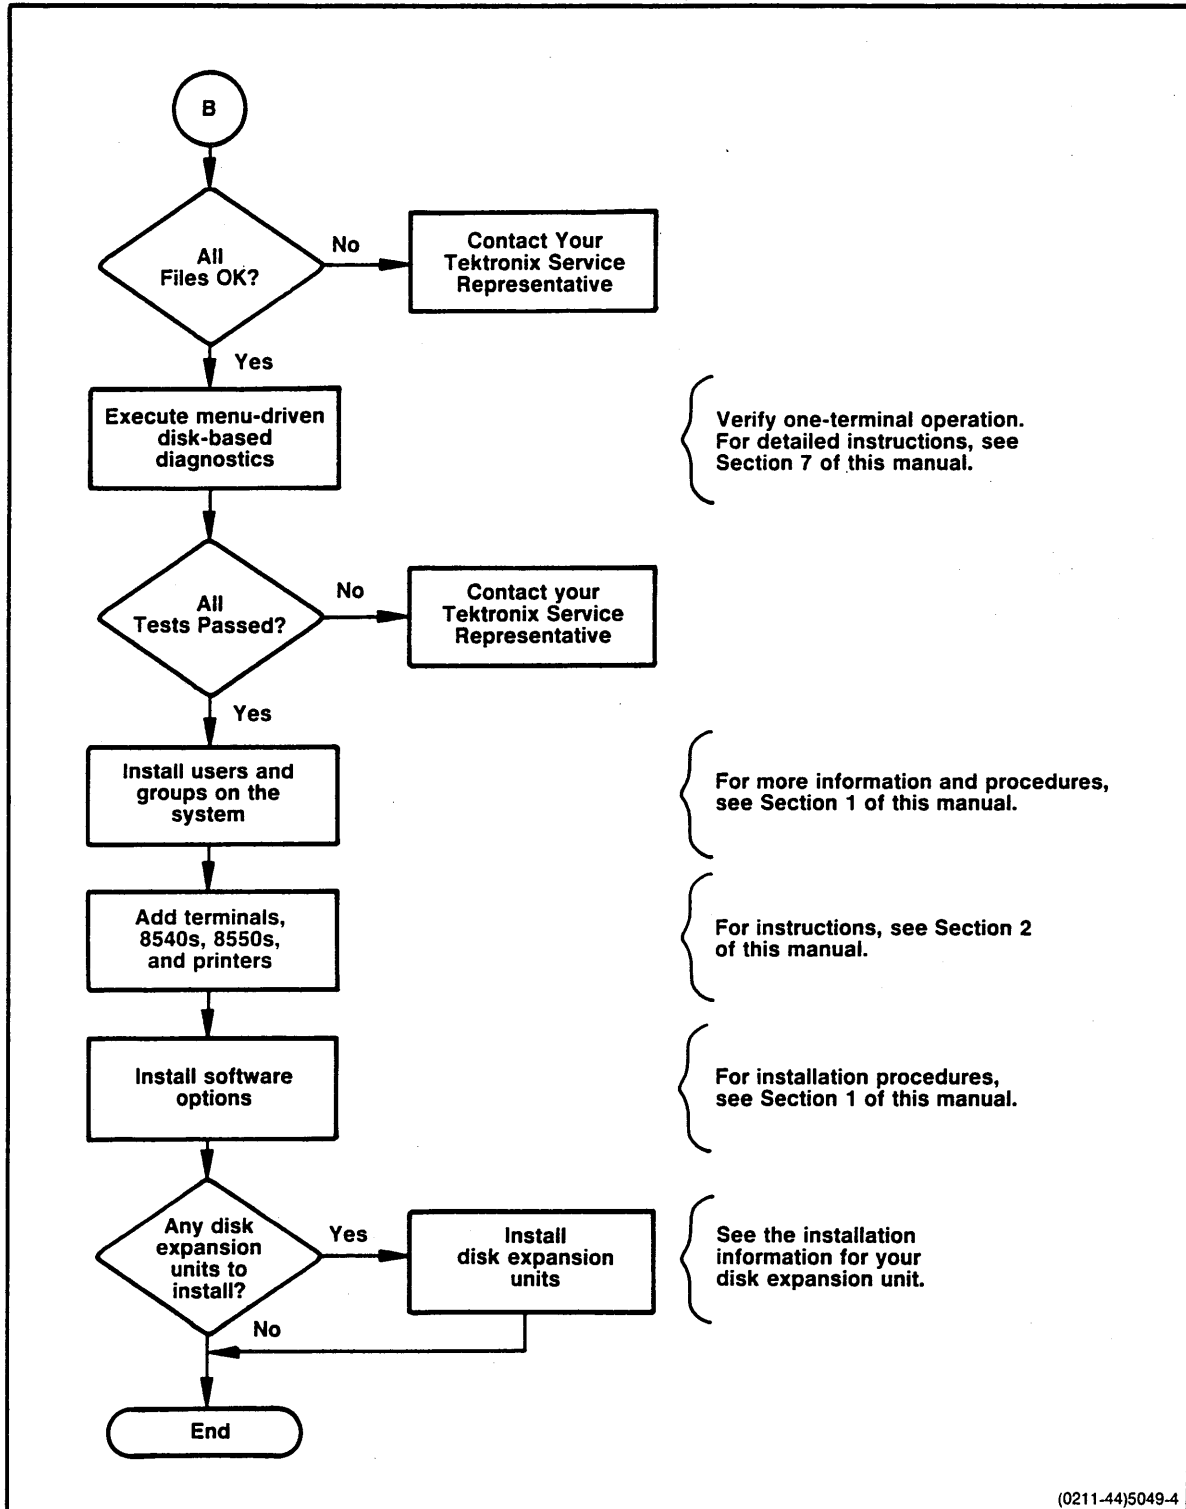 B
All
Files OK?
No
Contact Your
Tektronix Service
Representative
Yes
Execute menu-driven
disk-based
diagnostics
Verify one-terminal operation.
For detailed instructions, see
Section 7 of this manual.
All
Tests Passed?
No
Contact your
Tektronix Service
Representative
Yes
Install users and
groups on the
system
For more information and procedures,
see Section 1 of this manual.
Add terminals,
8540s, 8550s,
and printers
For instructions, see Section 2
of this manual.
Install software
options
For installation procedures,
see Section 1 of this manual.
Any disk
expansion
units to
install?
Yes
Install
disk expansion
units
See the installation
information for your
disk expansion unit.
No
End
(0211-44)5049-4